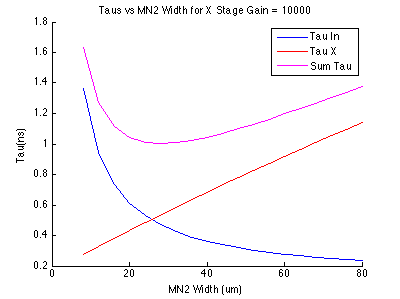 Taus vs MN2 Width for X Stage Gain = 10000
1.8
1.6
1.4
1.2
1
0.8
0.6
0.4
0.2
Tau(ns)
Tau In
Tau X
Sum Tau
0
20
40
60
80
MN2 Width (um)